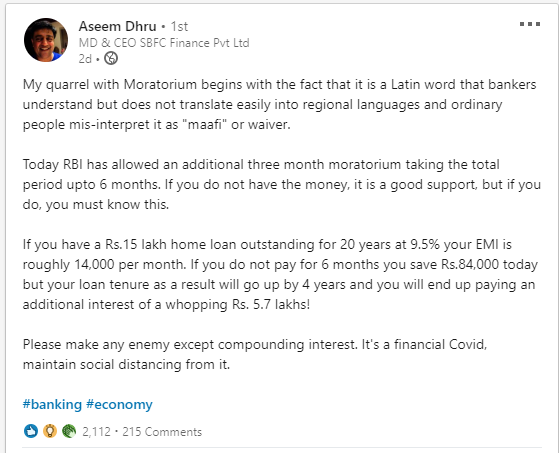 Aseem Dhru • 1st
MD & CEO SBFC Finance Pvt Ltd
2d •
My quarrel with Moratorium begins with the fact that it is a Latin word that bankers
understand but does not translate easily into regional languages and ordinary
people mis-interpret it as "maafi" or waiver.
Today RBI has allowed an additional three month moratorium taking the total
period upto 6 months. If you do not have the money, it is a good support, but if you
do, you must know this.
If you have a Rs.15 lakh home loan outstanding for 20 years at 9.5% your EMI is
roughly 14,000 per month. If you do not pay for 6 months you save Rs.84,000 today
but your loan tenure as a result will go up by 4 years and you will end up paying an
additional interest of a whopping Rs. 5.7 lakhs!
Please make any enemy except compounding interest. It's a financial Covid,
maintain social distancing from it.
#banking #economy
2,112 • 215 Comments